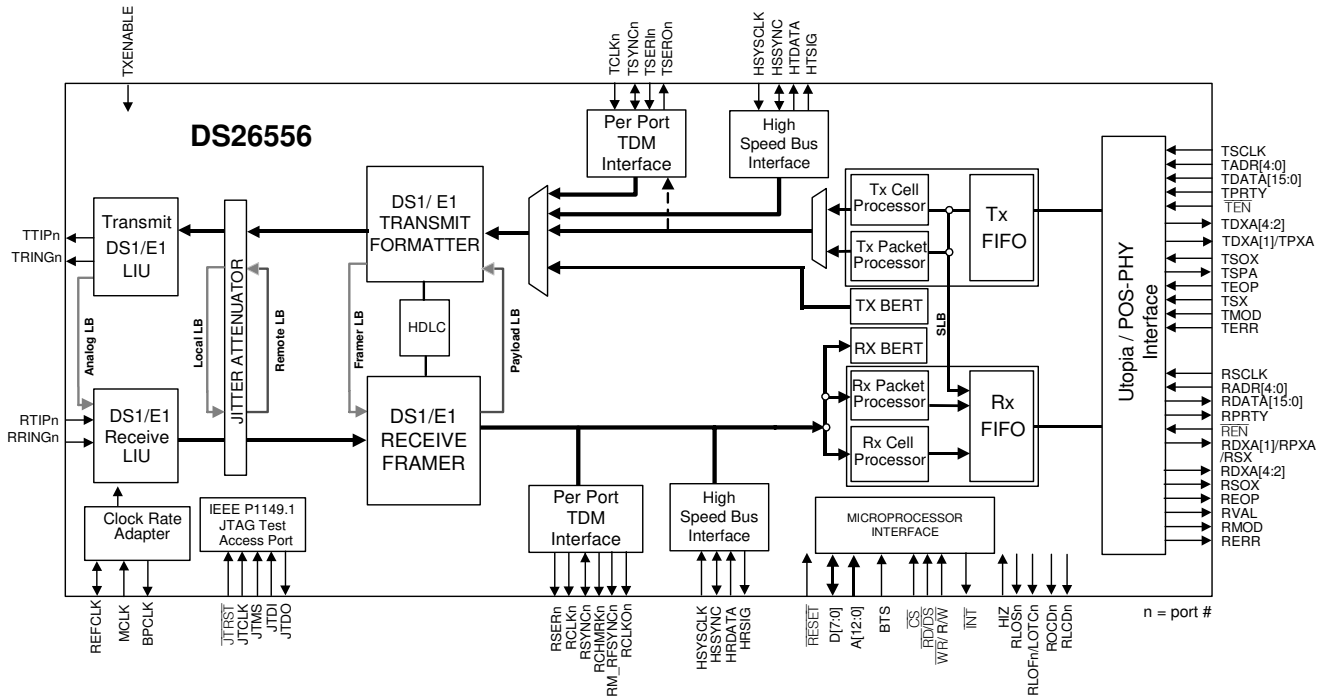 TXENABLE
TCLKn
TSYNCn
TSERIn
TSEROn
HSYSCLK
HSSYNC
HTDATA
HTSIG
DS26556
Per Port
TDM
Interface
High
Speed Bus
Interface
Transmit
DS1/E1
LIU
TTIPn
TRINGn
JITTER ATTENUATOR
DS1/ E1
TRANSMIT
FORMATTER
Tx Cell
Processor
Tx Packet
Processor
Tx
FIFO
TX BERT
RX BERT
SLB
HDLC
Analog LB
Local LB
Remote LB
Framer LB
Payload LB
RTIPn
RRINGn
DS1/E1
Receive
LIU
DS1/E1
RECEIVE
FRAMER
Rx Packet
Processor
Rx Cell
Processor
Rx
FIFO
Utopia / POS-PHY
Interface
TSCLK
TADR[4:0]
TDATA[15:0]
TPRTY
TEN
TDXA[4:2]
TDXA[1]/TPXA
TSOX
TSPA
TEOP
TSX
TMOD
TERR
RSCLK
RADR[4:0]
RDATA[15:0]
RPRTY
REN
RDXA[1]/RPXA
/RSX
RDXA[4:2]
RSOX
REOP
RVAL
RMOD
RERR
Clock Rate
Adapter
IEEE P1149.1
JTAG Test
Access Port
Per Port
TDM
Interface
High
Speed Bus
Interface
MICROPROCESSOR
INTERFACE
REFCLK
MCLK
BPCLK
JTRST
JTCLK
JTMS
JTDI
JTDO
RSERn
RCLKn
RSYNCn
RCHMRKn
RM_RFSYNCn
RCLKOn
HSYSCLK
HSSYNC
HRDATA
HRSIG
RESET
D[7:0]
A[12:0]
BTS
CS
RD/DS
WR/ R/W
INT
HIZ
RLOSn
RLOFn/LOTCn
ROCDn
RLCDn
n = port #